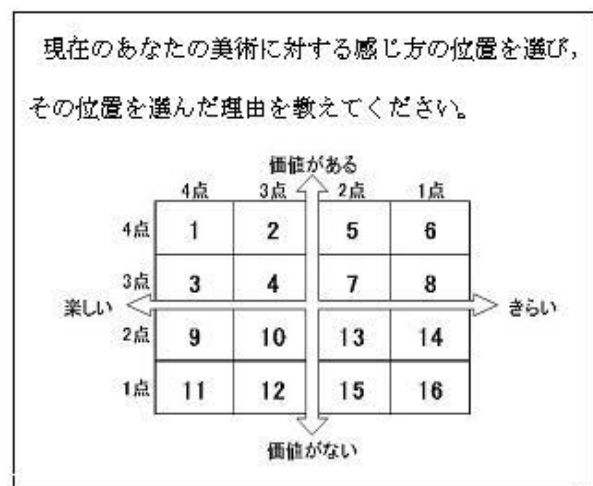 現在のあなたの美術に対する感じ方の位置を選び,
その位置を選んだ理由を教えてください。
価値がある
4点 3点 2点 1点
4点 1 2 5 6
3点 3 4 7 8
楽しい きらい
2点 9 10 13 14
1点 11 12 15 16
価値がない